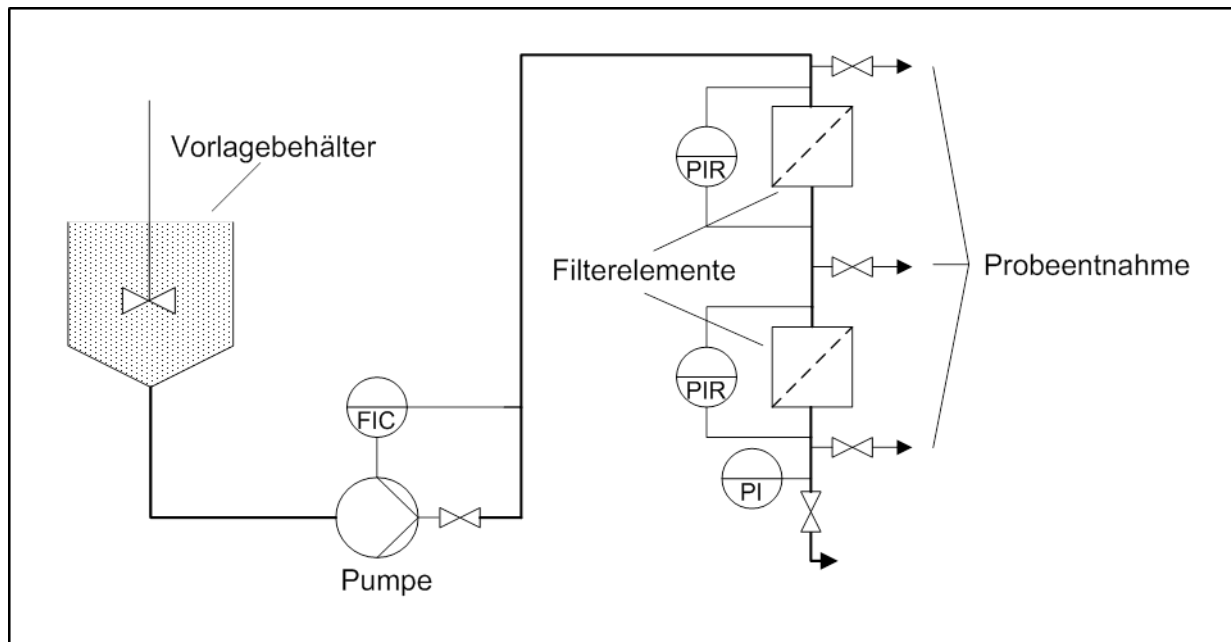 Vorlagebehälter
PIR
Filterelemente
Probeentnahme
PIR
FIC
PI
Pumpe